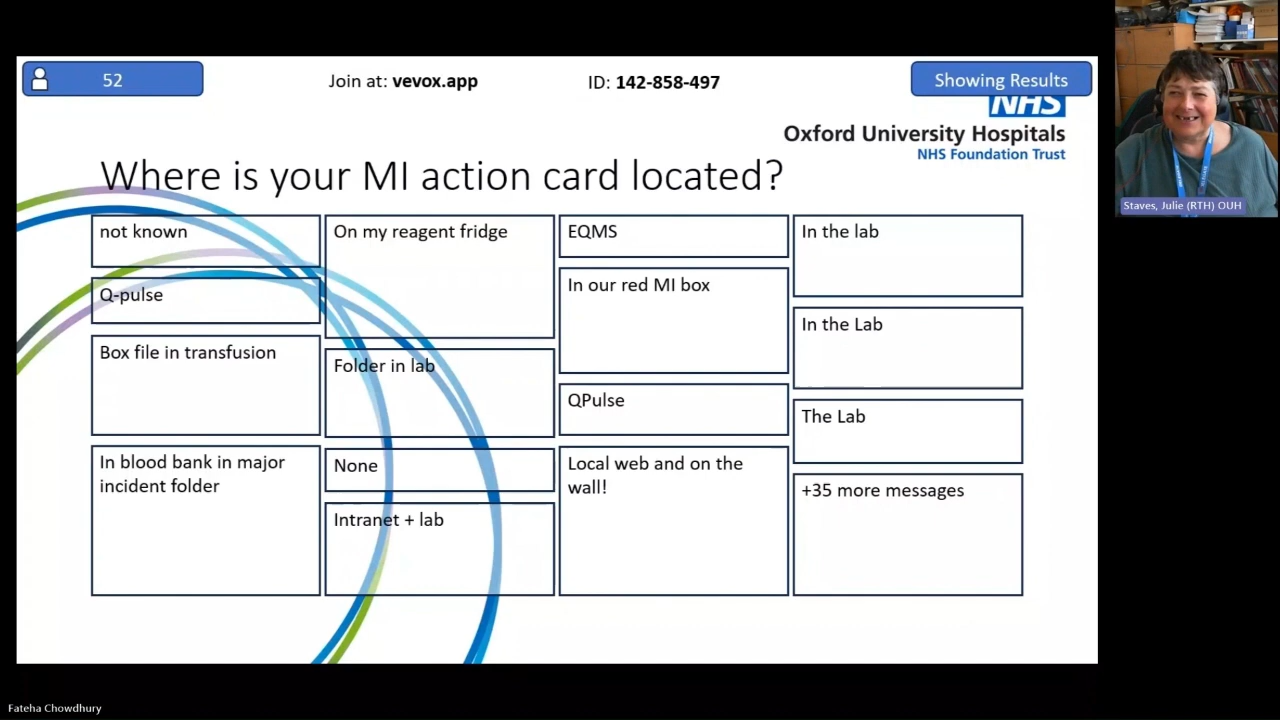 52
Join at: vevox.app
ID: 142-858-497
Showing Results
NHS
Oxford University Hospitals
NHS Foundation Trust
Where is your MI action card located?
not known
Q-pulse
Box file in transfusion
In blood bank in major
incident folder
On my reagent fridge
Folder in lab
None
Intranet + lab
EQMS
In our red MI box
QPulse
Local web and on the
wall!
In the lab
In the Lab
The Lab
+35 more messages
Staves, Julie (RTH) OUH
Fateha Chowdhury